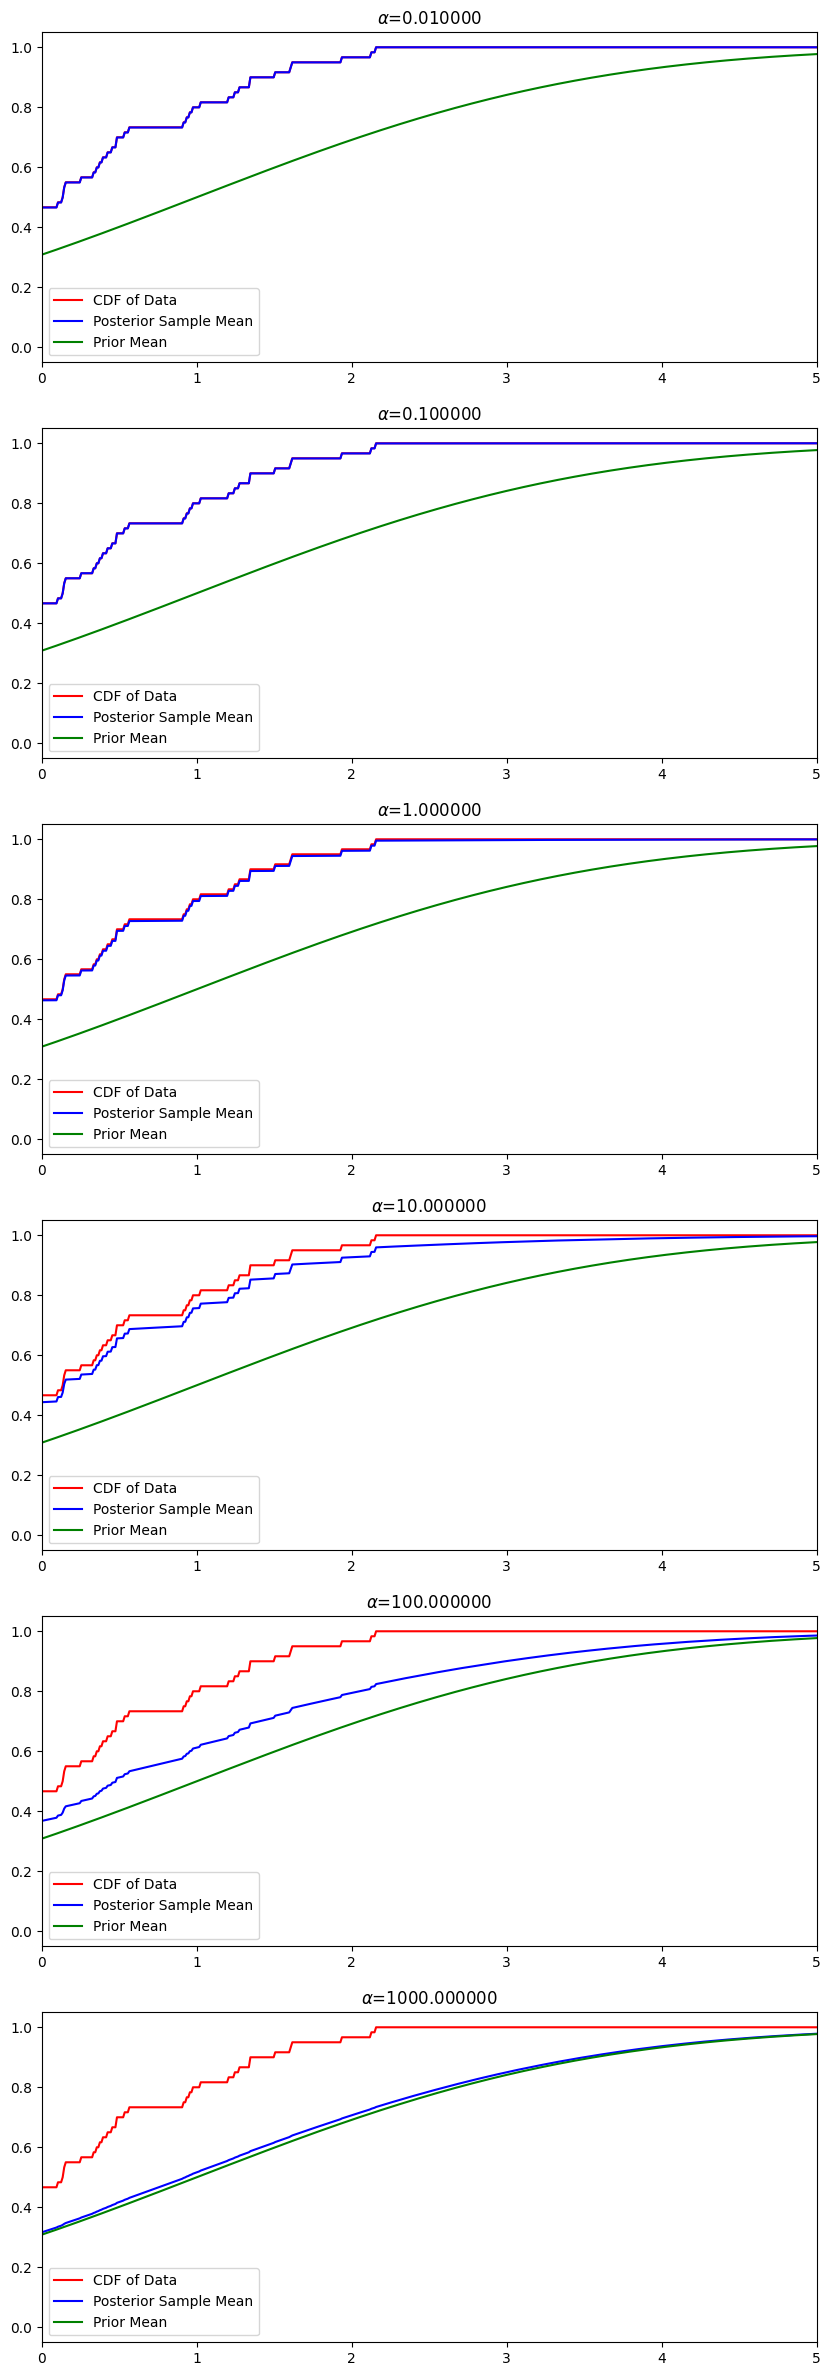 α=0.010000
1.0
0.8
0.6
0.4
0.2
0.0
CDF of Data
Posterior Sample Mean
Prior Mean
0 1 2 3 4 5
α=0.100000
1.0
0.8
0.6
0.4
0.2
0.0
CDF of Data
Posterior Sample Mean
Prior Mean
0 1 2 3 4 5
α=1.000000
1.0
0.8
0.6
0.4
0.2
0.0
CDF of Data
Posterior Sample Mean
Prior Mean
0 1 2 3 4 5
α=10.000000
1.0
0.8
0.6
0.4
0.2
0.0
CDF of Data
Posterior Sample Mean
Prior Mean
0 1 2 3 4 5
α=100.000000
1.0
0.8
0.6
0.4
0.2
0.0
CDF of Data
Posterior Sample Mean
Prior Mean
0 1 2 3 4 5
α=1000.000000
1.0
0.8
0.6
0.4
0.2
0.0
CDF of Data
Posterior Sample Mean
Prior Mean
0 1 2 3 4 5